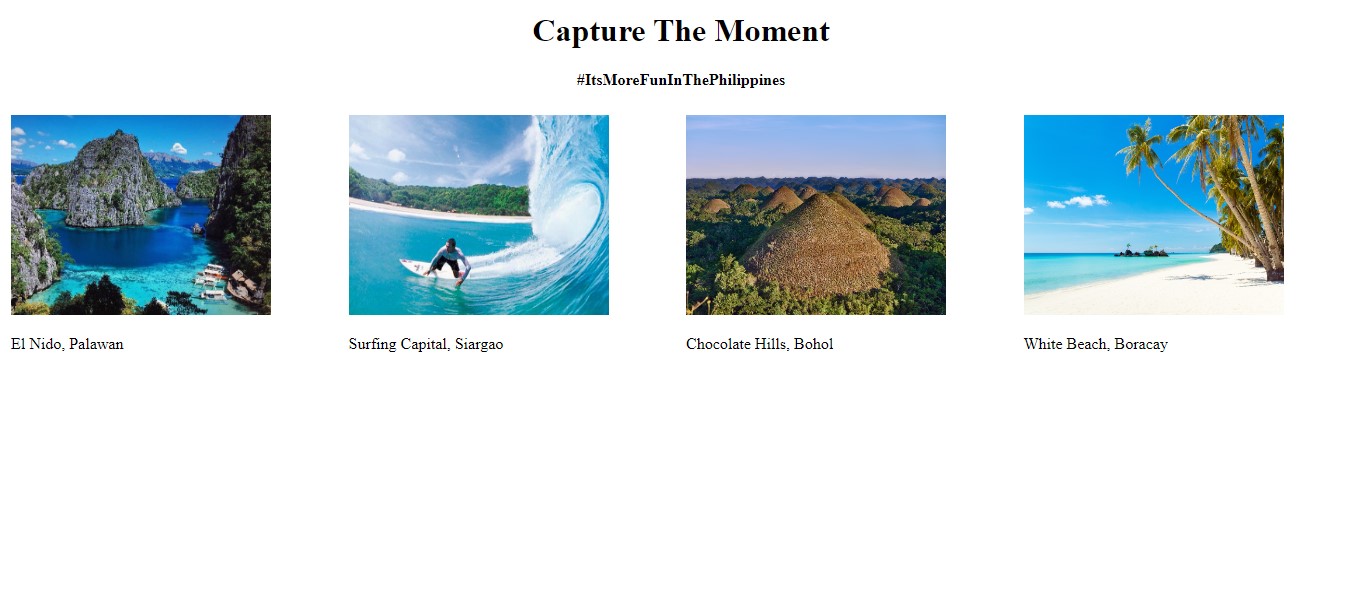 Capture The Moment
#ItsMoreFunInThePhilippines
El Nido, Palawan
Surfing Capital, Siargao
Chocolate Hills, Bohol
White Beach, Boracay